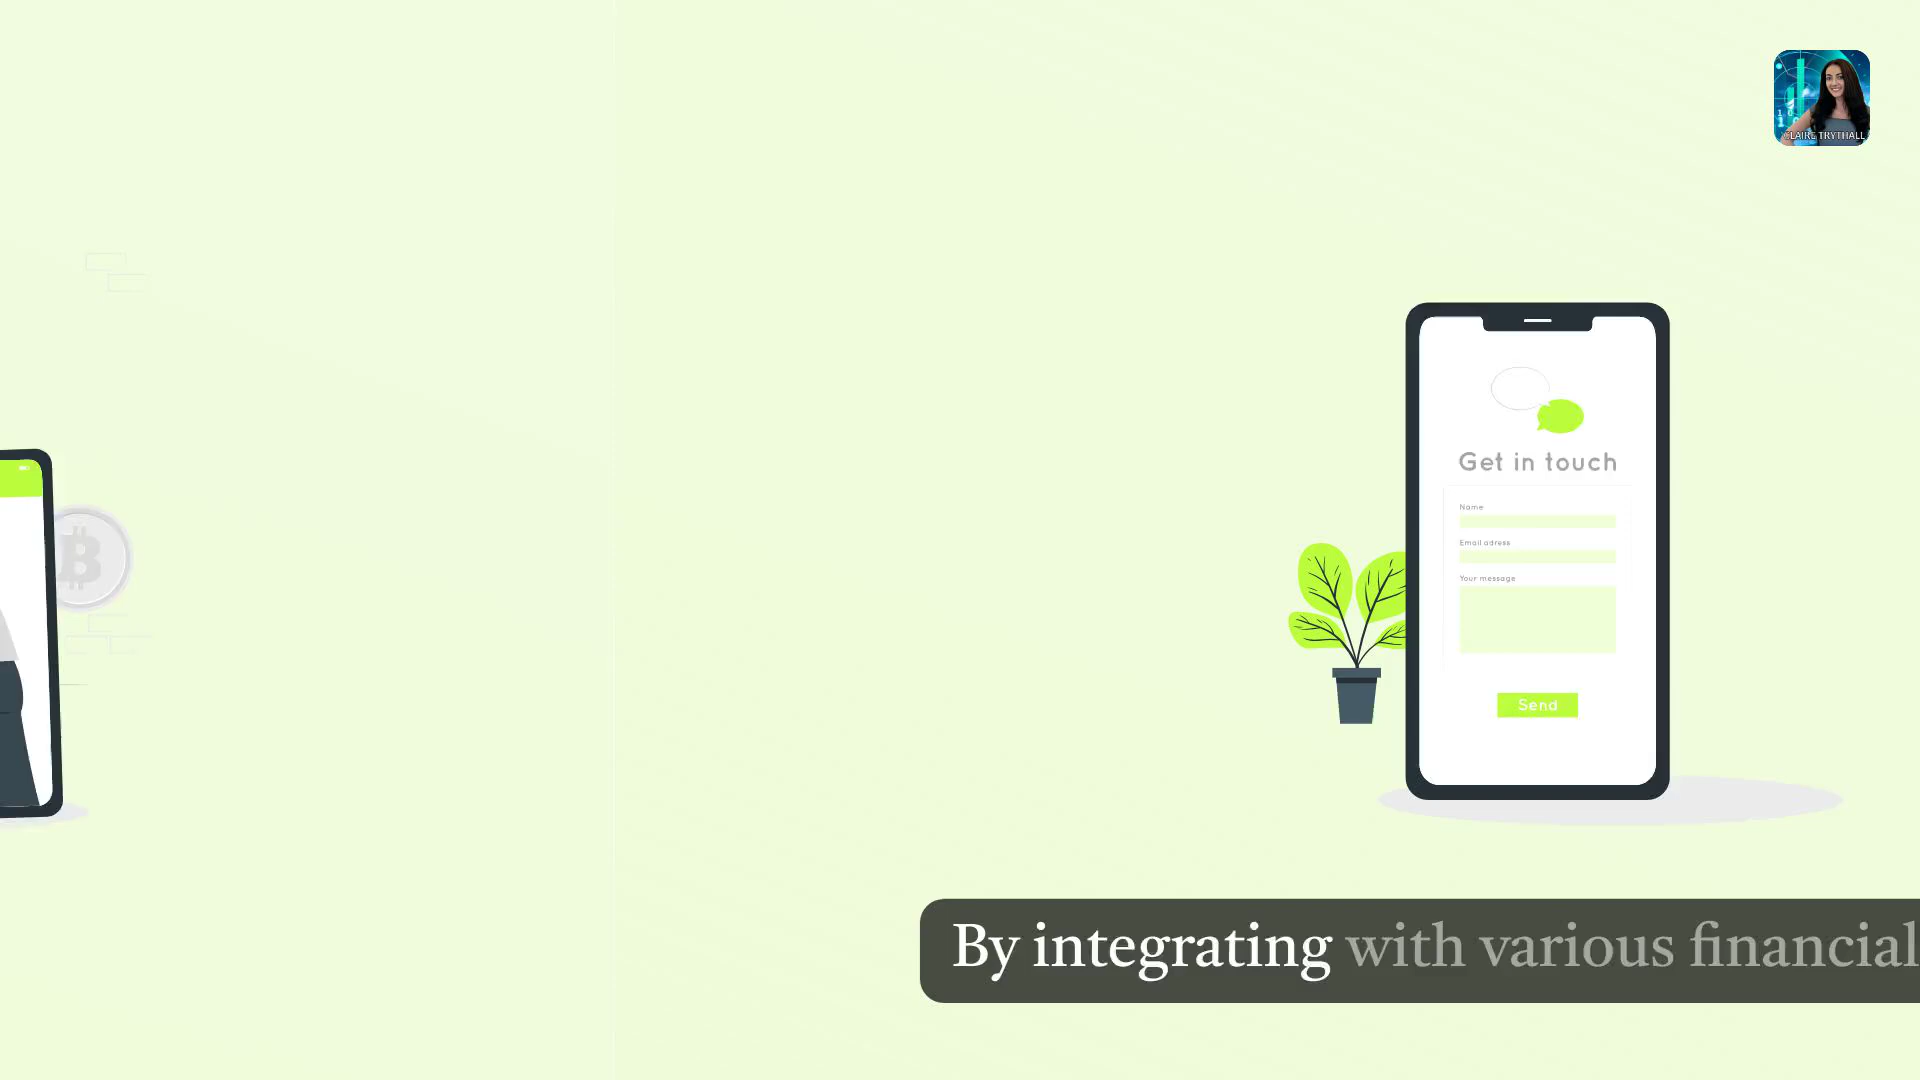 CLAIRE TRYTHALL
Get in touch
Name
Email adress
Your message
Send
By integrating with various financial